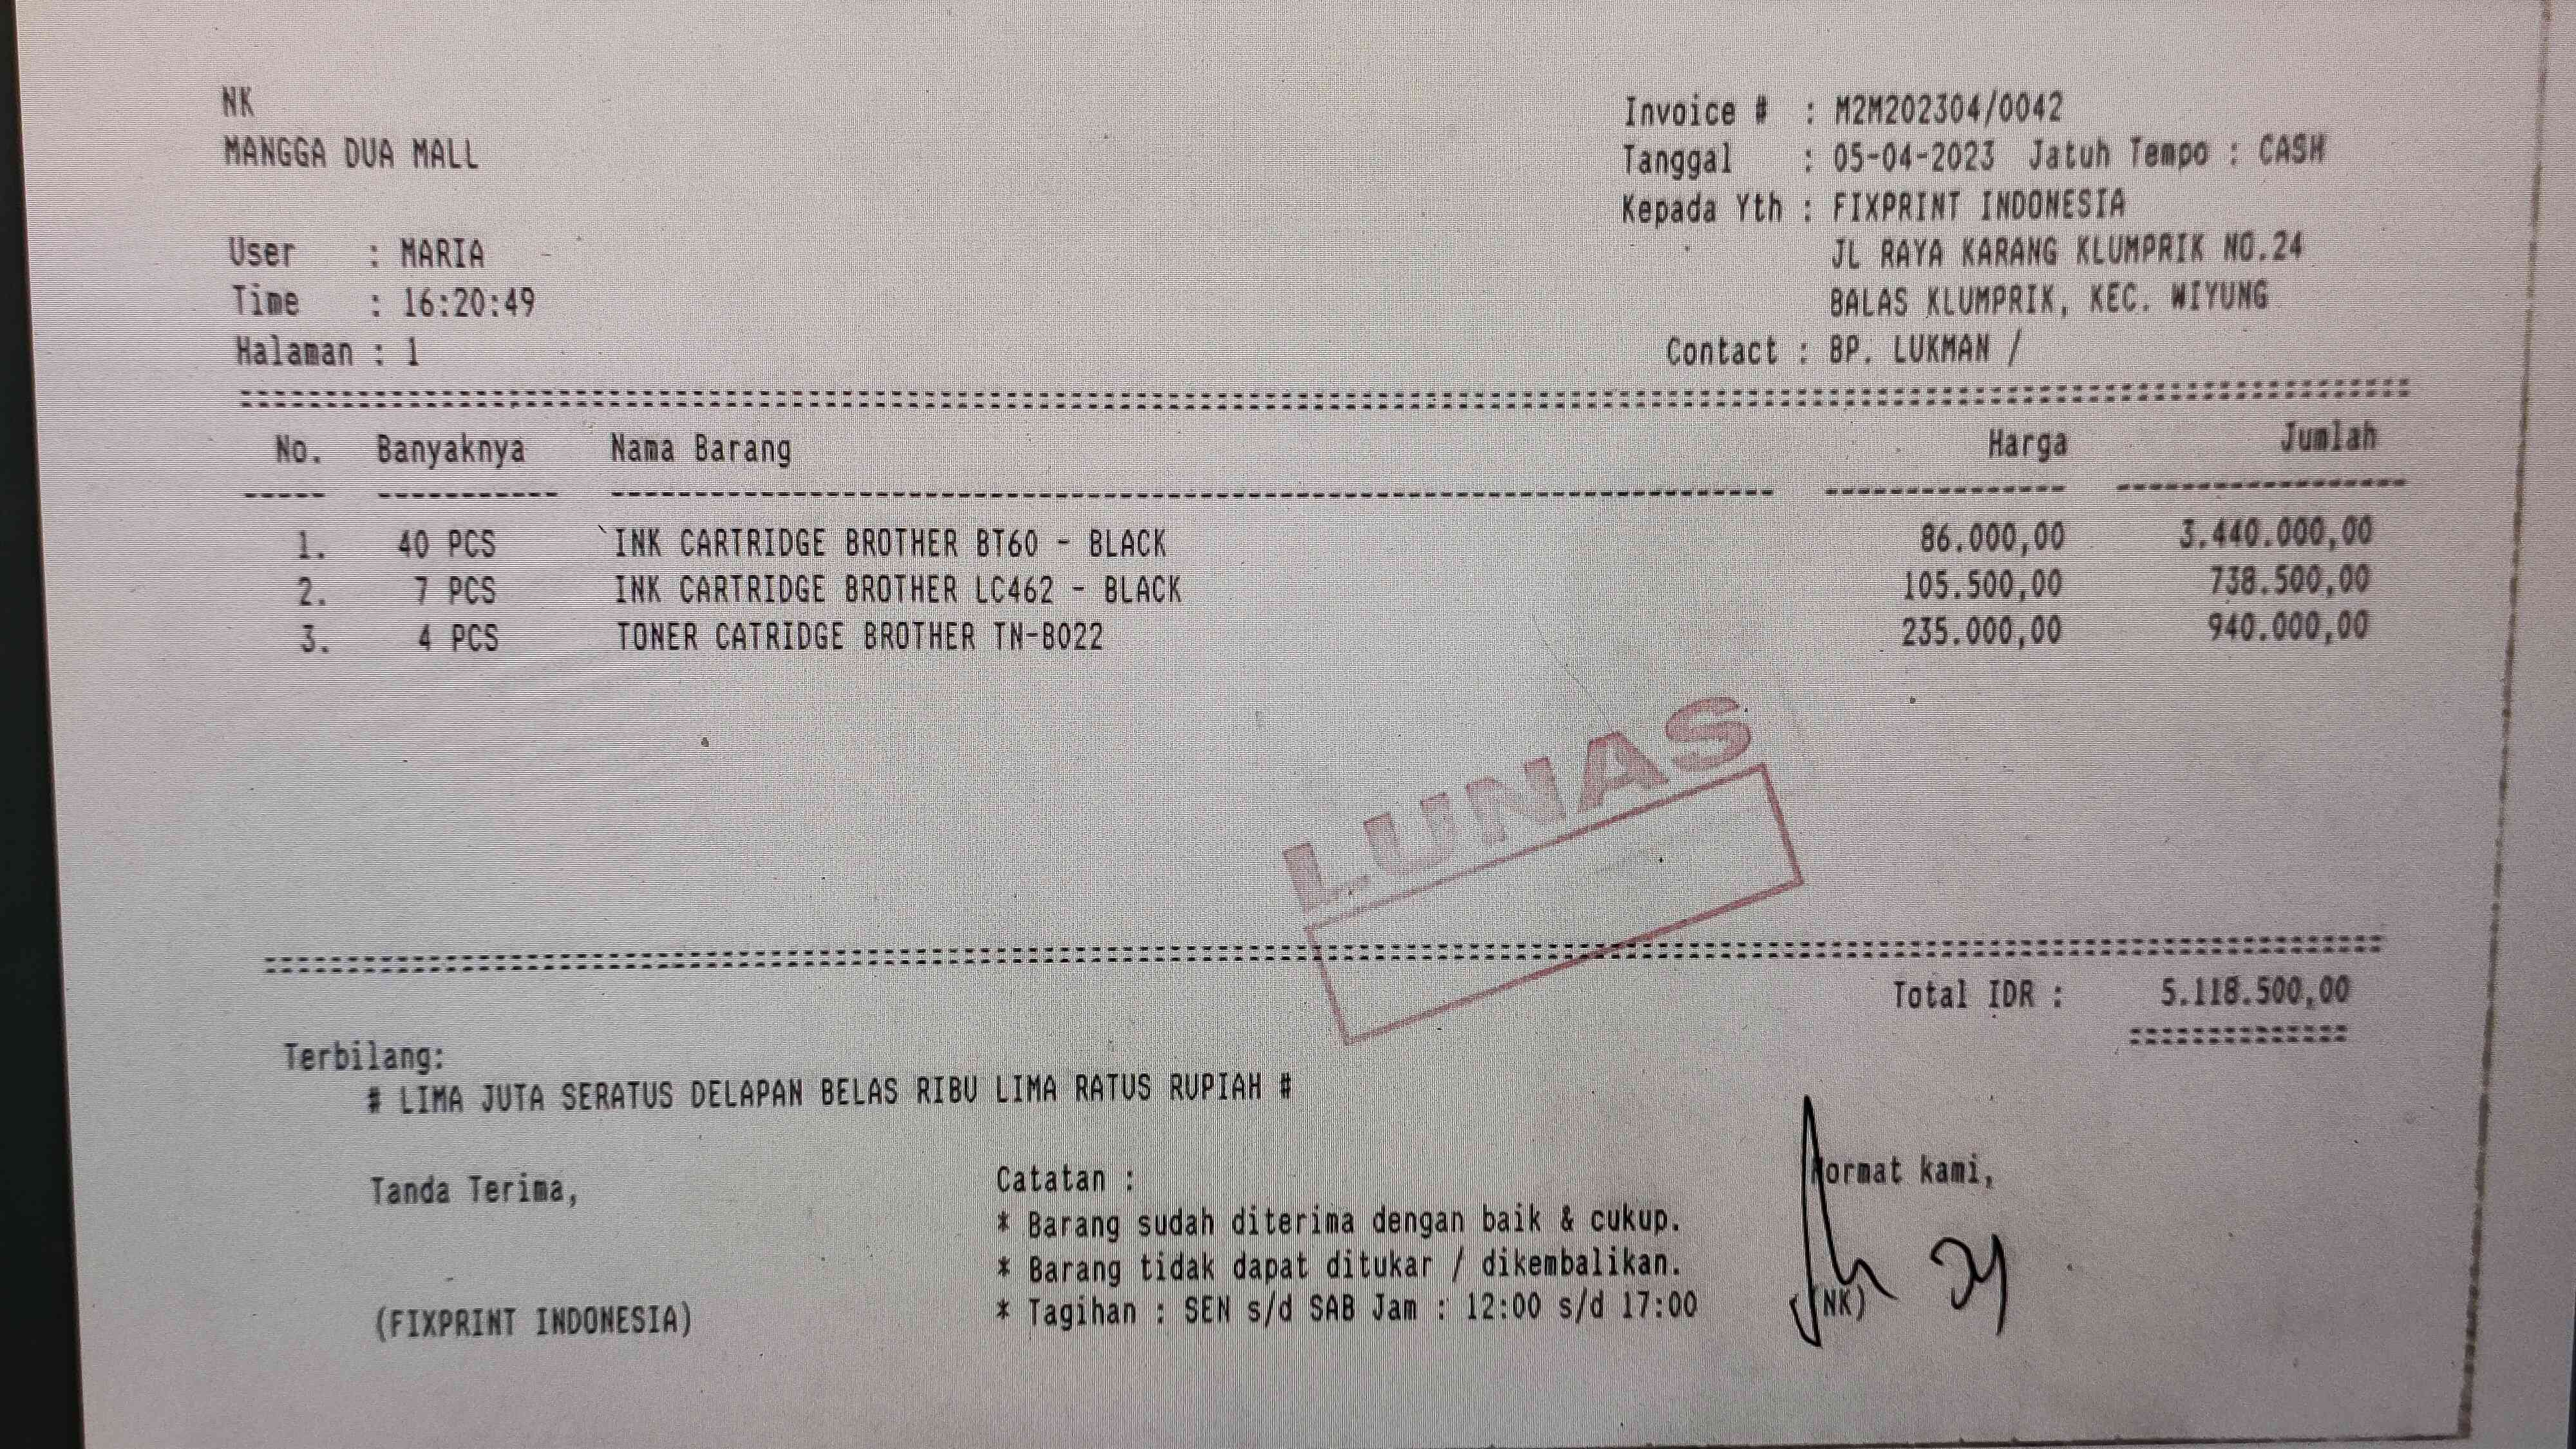 NK
MANGGA DUA MALL
User : MARIA
Time : 16:20:49
Halaman : 1
Invoice # : M2M202304/0042
Tanggal : 05-04-2023 Jatuh Tempo : CASH
Kepada Yth : FIXPRINT INDONESIA
JL RAYA KARANG KLUMPRIK NO.24
BALAS KLUMPRIK, KEC. WIYUNG
Contact : BP. LUKMAN /
No. Banyaknya Nama Barang Harga Jumlah
1. 40 PCS `INK CARTRIDGE BROTHER BT60 - BLACK 86.000,00 3.440.000,00
2. 7 PCS INK CARTRIDGE BROTHER LC462 - BLACK 105.500,00 738.500,00
3. 4 PCS TONER CATRIDGE BROTHER TN-B022 235.000,00 940.000,00
LUNAS
Total IDR : 5.118.500,00
Terbilang:
# LIMA JUTA SERATUS DELAPAN BELAS RIBU LIMA RATUS RUPIAH #
Tanda Terima,
(FIXPRINT INDONESIA)
Catatan :
* Barang sudah diterima dengan baik & cukup.
* Barang tidak dapat ditukar / dikembalikan.
* Tagihan : SEN s/d SAB Jam : 12:00 s/d 17:00
Hormat kami,
(NK)